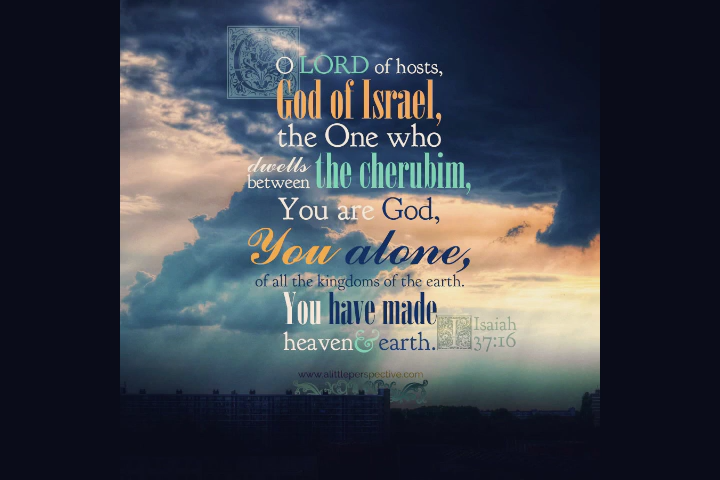 O LORD of hosts,
God of Israel,
the One who
dwells
between the cherubim,
You are God,
You alone,
of all the kingdoms of the earth.
You have made
heaven & earth.
Isaiah
37:16
www.alittleperspective.com